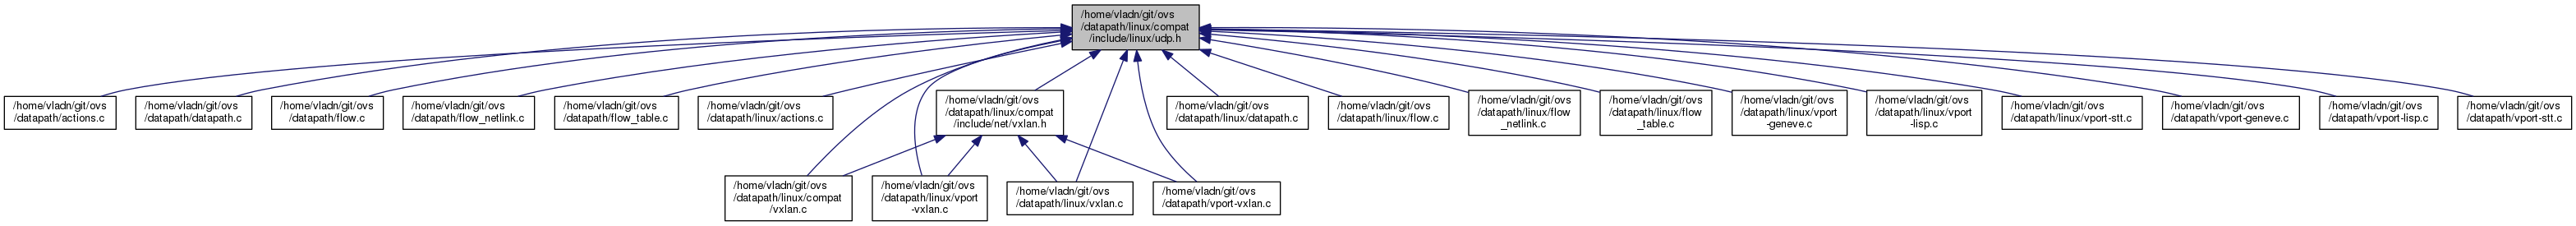 /home/vladn/git/ovs
/datapath/linux/compat
/include/linux/udp.h
/home/vladn/git/ovs
/datapath/actions.c
/home/vladn/git/ovs
/datapath/datapath.c
/home/vladn/git/ovs
/datapath/flow.c
/home/vladn/git/ovs
/datapath/flow_netlink.c
/home/vladn/git/ovs
/datapath/flow_table.c
/home/vladn/git/ovs
/datapath/linux/actions.c
/home/vladn/git/ovs
/datapath/linux/compat
/include/net/vxlan.h
/home/vladn/git/ovs
/datapath/linux/datapath.c
/home/vladn/git/ovs
/datapath/linux/flow.c
/home/vladn/git/ovs
/datapath/linux/flow
_netlink.c
/home/vladn/git/ovs
/datapath/linux/flow
_table.c
/home/vladn/git/ovs
/datapath/linux/vport
-geneve.c
/home/vladn/git/ovs
/datapath/linux/vport
-lisp.c
/home/vladn/git/ovs
/datapath/linux/vport-stt.c
/home/vladn/git/ovs
/datapath/vport-geneve.c
/home/vladn/git/ovs
/datapath/vport-lisp.c
/home/vladn/git/ovs
/datapath/vport-stt.c
/home/vladn/git/ovs
/datapath/linux/compat
/vxlan.c
/home/vladn/git/ovs
/datapath/linux/vport
-vxlan.c
/home/vladn/git/ovs
/datapath/linux/vxlan.c
/home/vladn/git/ovs
/datapath/vport-vxlan.c